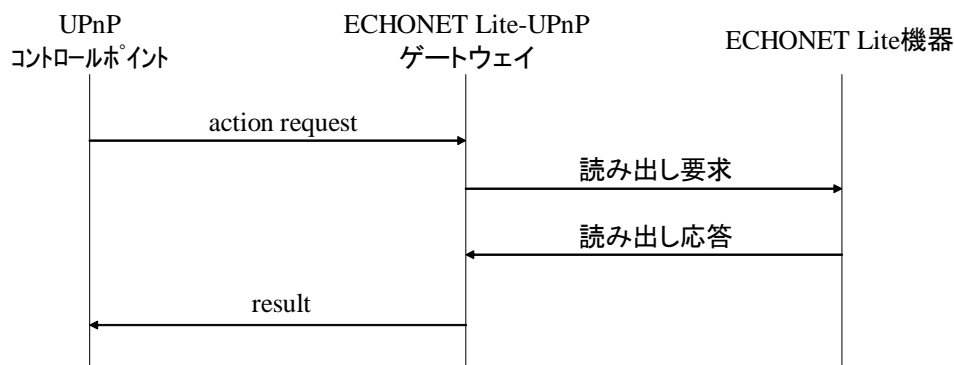 UPnP
コントロールポイント
ECHONET Lite-UPnP
ゲートウェイ
ECHONET Lite機器
action request
読み出し要求
読み出し応答
result